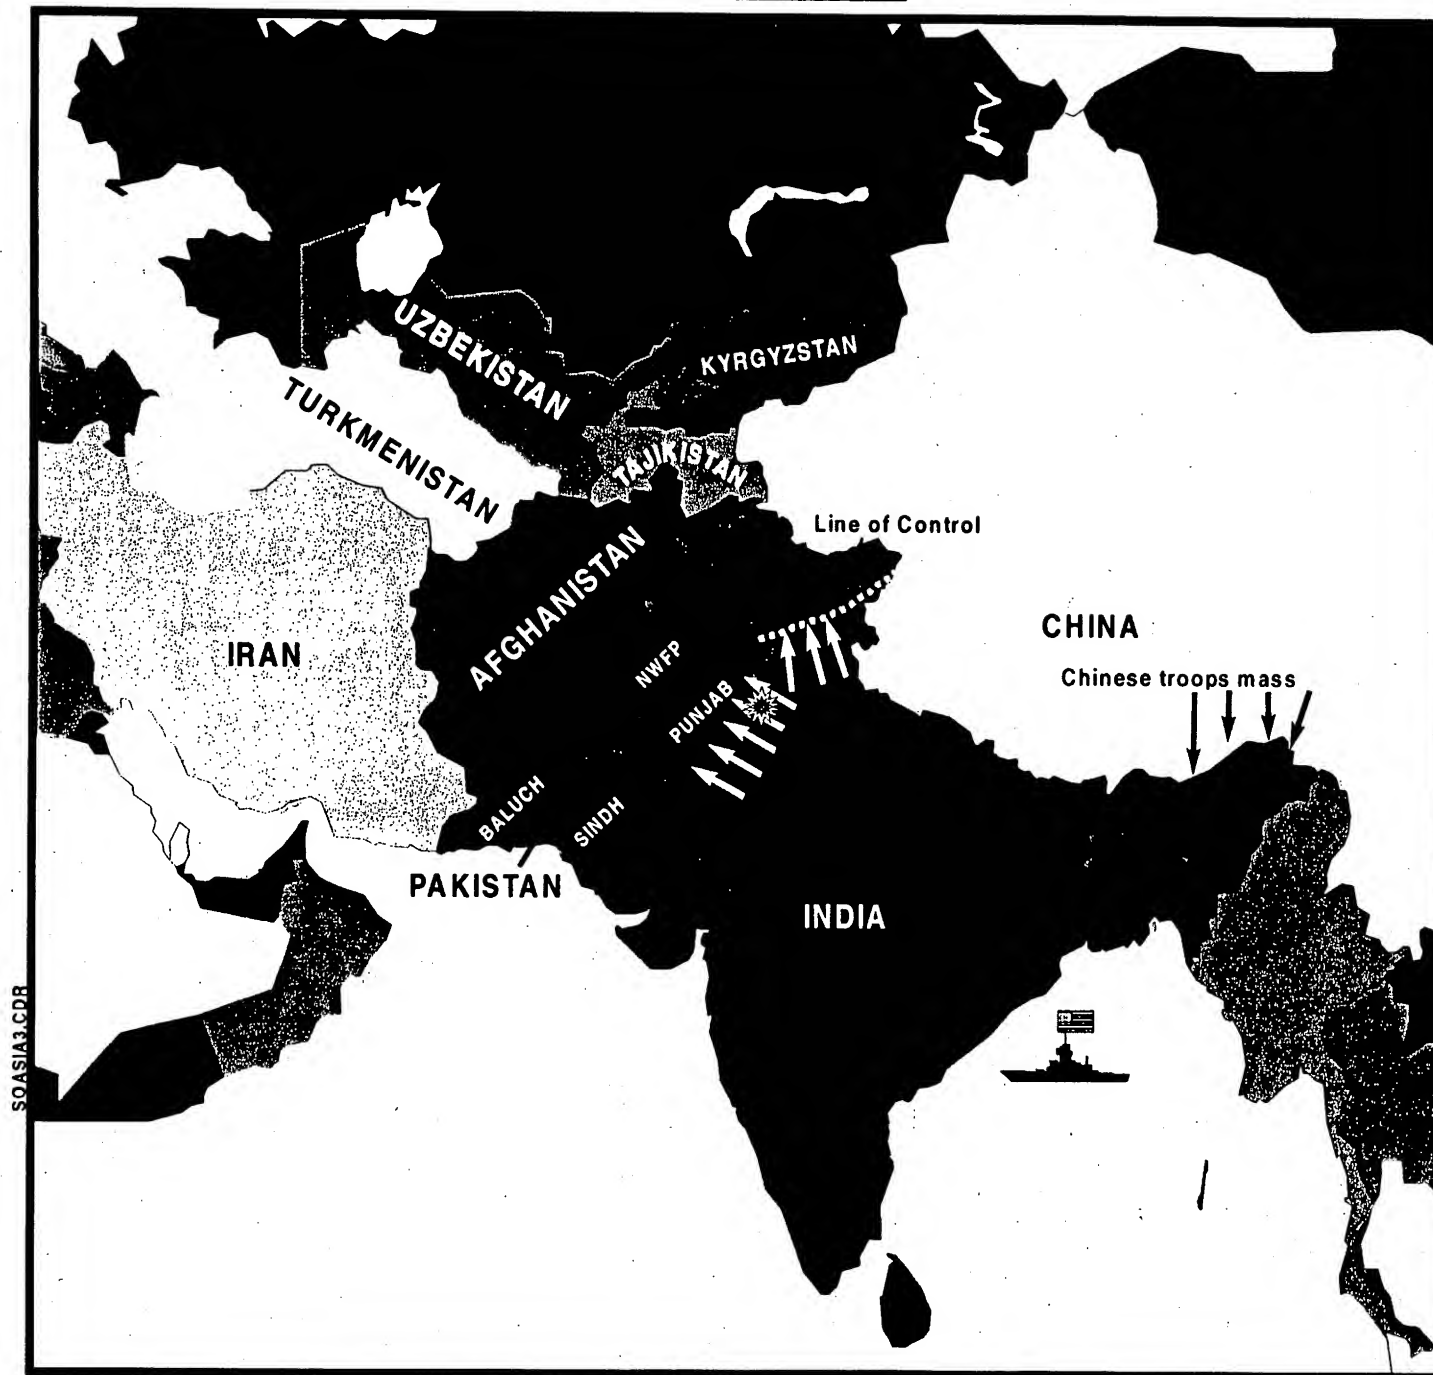 UZBEKISTAN
KYRGYZSTAN
TURKMENISTAN
TAJIKISTAN
Line of Control
AFGHANISTAN
CHINA
IRAN
NWFP
Chinese troops mass
PUNJAB
BALUCH
SINDH
PAKISTAN
INDIA
SOASIA3.CDR